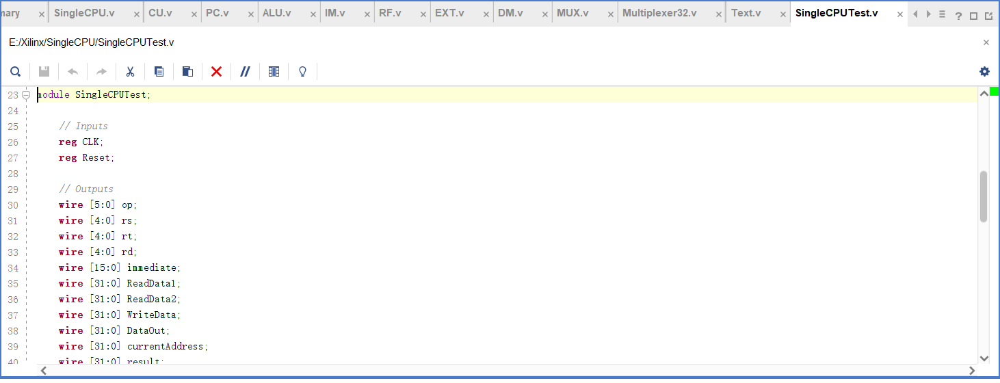 mary SingleCPU.v CU.v PC.v ALU.v IM.v RF.v EXT.v DM.v MUX.v Multiplexer32.v Text.v SingleCPUTest.v
E:/Xilinx/SingleCPU/SingleCPUTest.v
23 module SingleCPUTest;
24
25 // Inputs
26 reg CLK;
27 reg Reset;
28
29 // Outputs
30 wire [5:0] op;
31 wire [4:0] rs;
32 wire [4:0] rt;
33 wire [4:0] rd;
34 wire [15:0] immediate;
35 wire [31:0] ReadData1;
36 wire [31:0] ReadData2;
37 wire [31:0] WriteData;
38 wire [31:0] DataOut;
39 wire [31:0] currentAddress;
40 wire [31:0] result;